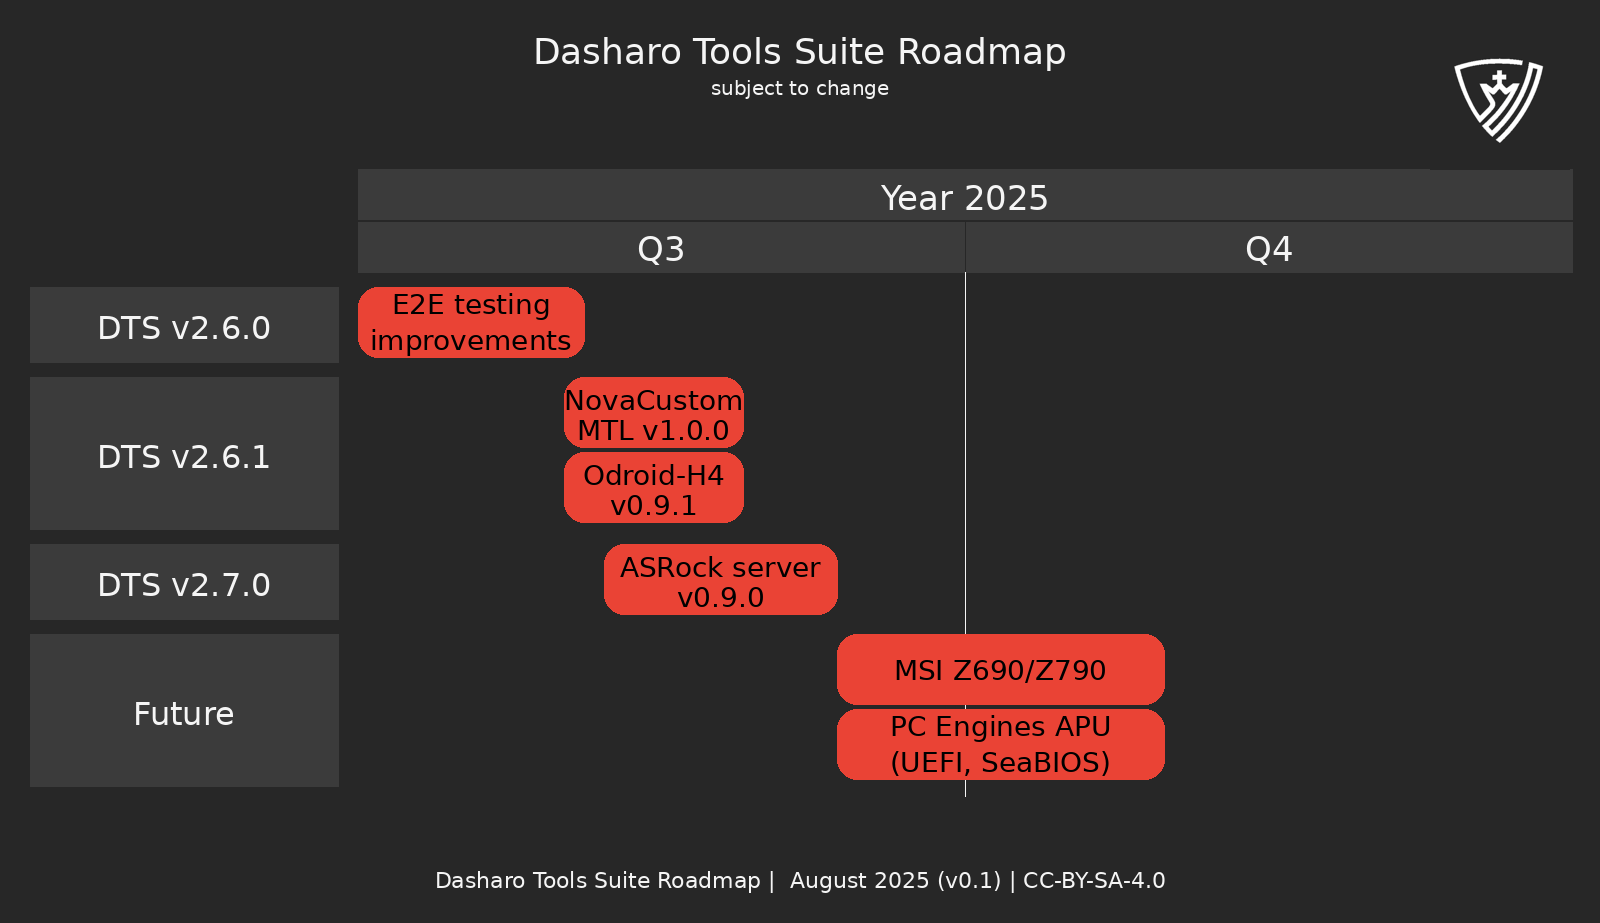 Dasharo Tools Suite Roadmap
subject to change
Year 2025
Q3
Q4
DTS v2.6.0
E2E testing
improvements
DTS v2.6.1
NovaCustom
MTL v1.0.0
Odroid-H4
v0.9.1
DTS v2.7.0
ASRock server
v0.9.0
Future
MSI Z690/Z790
PC Engines APU
(UEFI, SeaBIOS)
Dasharo Tools Suite Roadmap |  August 2025 (v0.1) | CC-BY-SA-4.0